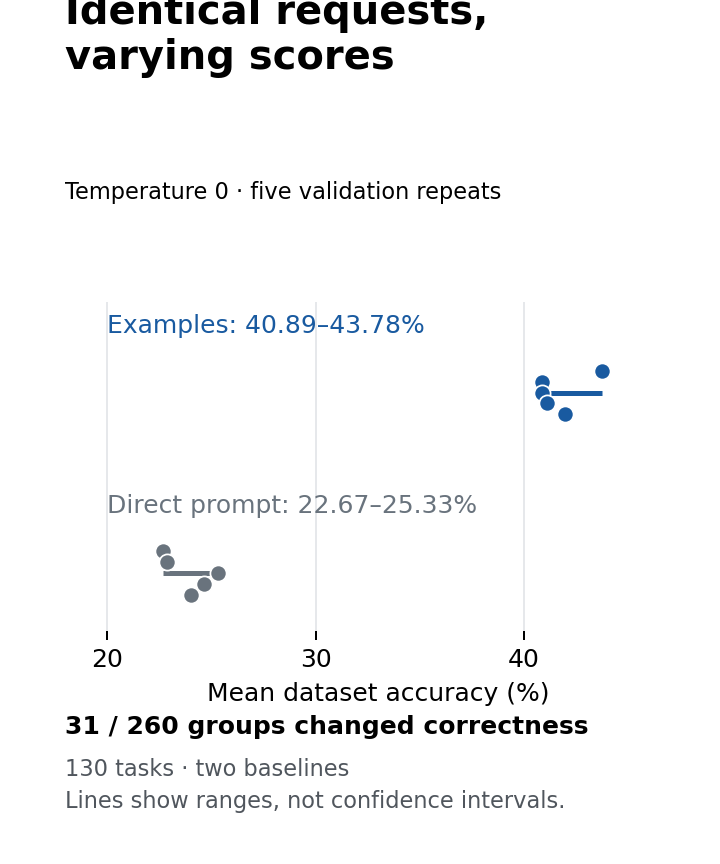 Identical requests,
varying scores
Temperature 0 · five validation repeats
Examples: 40.89–43.78%
Direct prompt: 22.67–25.33%
20 30 40
Mean dataset accuracy (%)
31 / 260 groups changed correctness
130 tasks · two baselines
Lines show ranges, not confidence intervals.